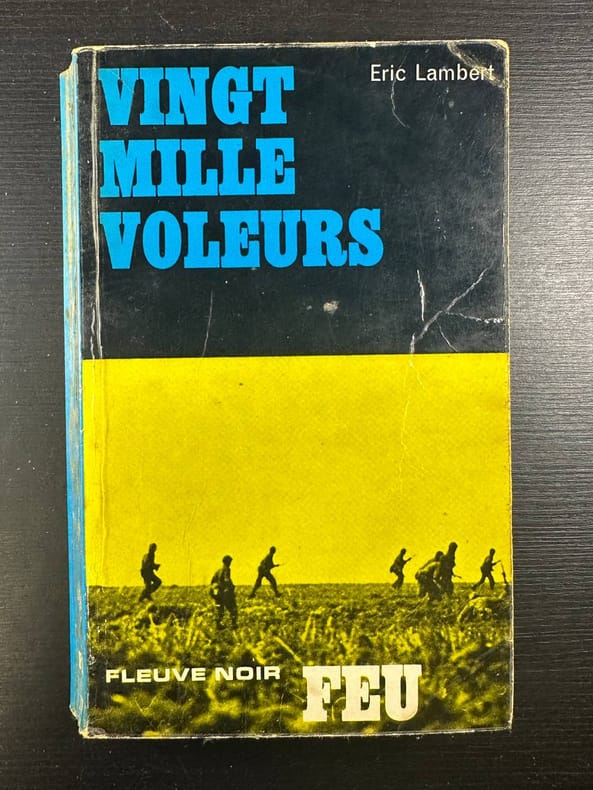 Eric Lambert
VINGT
MILLE
VOLEURS
FLEUVE NOIR
FEU